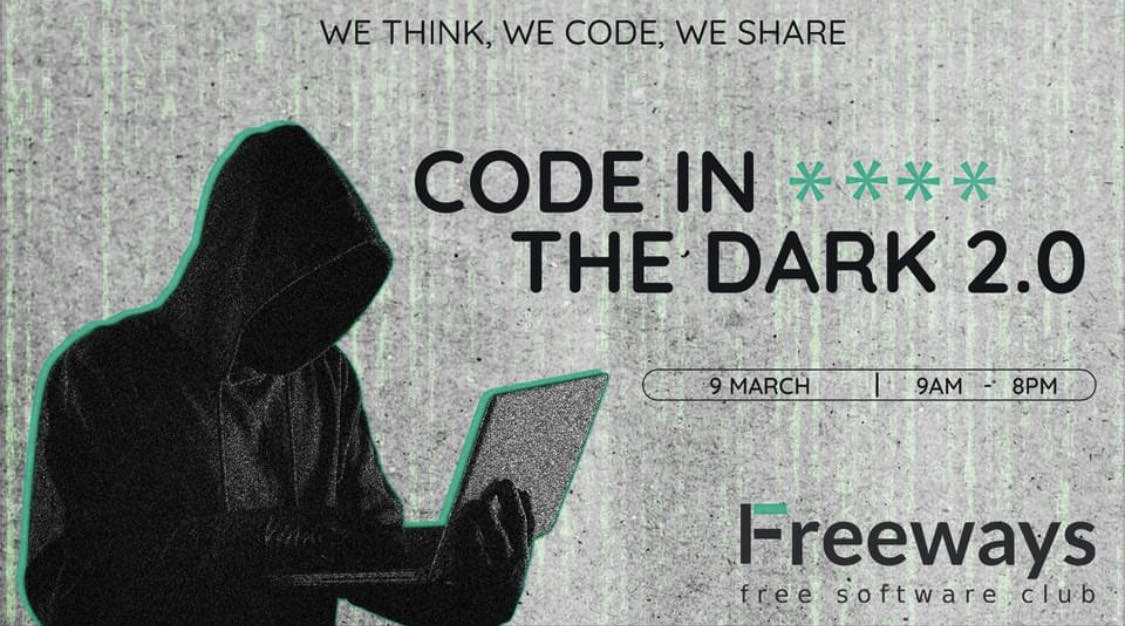 WE THINK, WE CODE, WE SHARE
CODE IN ****
THE DARK 2.0
9 MARCH | 9AM - 8PM
Freeways
free software club